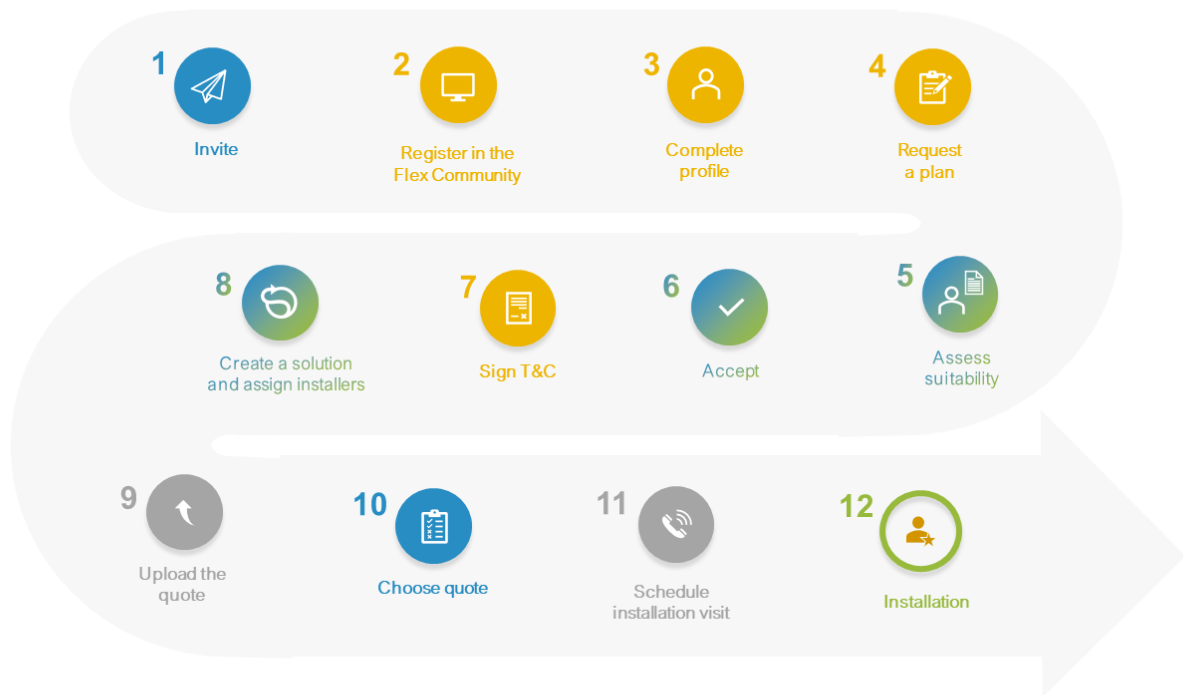 1
Invite
2
Register in the
Flex Community
3
Complete
profile
4
Request
a plan
5
Assess
suitability
6
Accept
7
Sign T&C
8
Create a solution
and assign installers
9
Upload the
quote
10
Choose quote
11
Schedule
installation visit
12
Installation